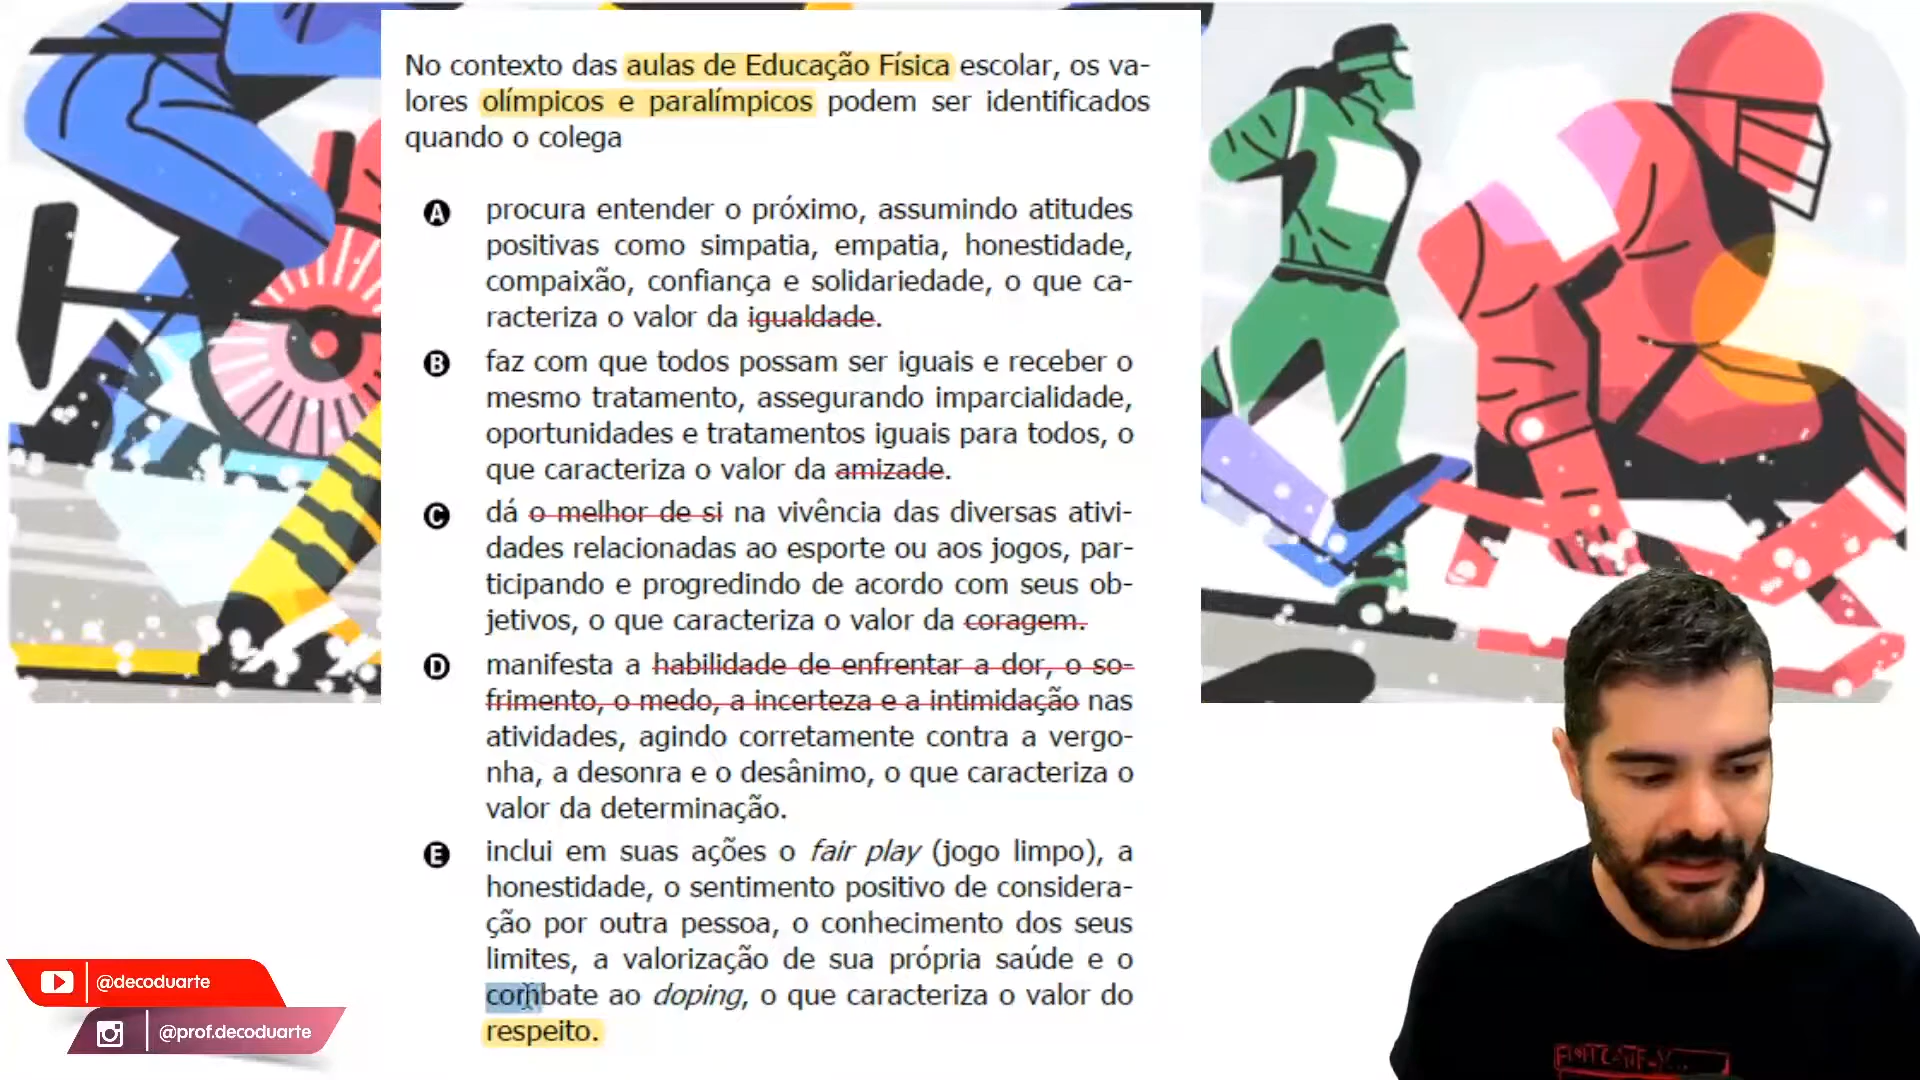 No contexto das aulas de Educação Física escolar, os va-
lores olímpicos e paralímpicos podem ser identificados
quando o colega
A procura entender o próximo, assumindo atitudes
positivas como simpatia, empatia, honestidade,
compaixão, confiança e solidariedade, o que ca-
racteriza o valor da igualdade.
B faz com que todos possam ser iguais e receber o
mesmo tratamento, assegurando imparcialidade,
oportunidades e tratamentos iguais para todos, o
que caracteriza o valor da amizade.
C dá o melhor de si na vivência das diversas ativi-
dades relacionadas ao esporte ou aos jogos, par-
ticipando e progredindo de acordo com seus ob-
jetivos, o que caracteriza o valor da coragem.
D manifesta a habilidade de enfrentar a dor, o so-
frimento, o medo, a incerteza e a intimidação nas
atividades, agindo corretamente contra a vergo-
nha, a desonra e o desânimo, o que caracteriza o
valor da determinação.
E inclui em suas ações o fair play (jogo limpo), a
honestidade, o sentimento positivo de considera-
ção por outra pessoa, o conhecimento dos seus
limites, a valorização de sua própria saúde e o
combate ao doping, o que caracteriza o valor do
respeito.
@decoduarte
@prof.decoduarte